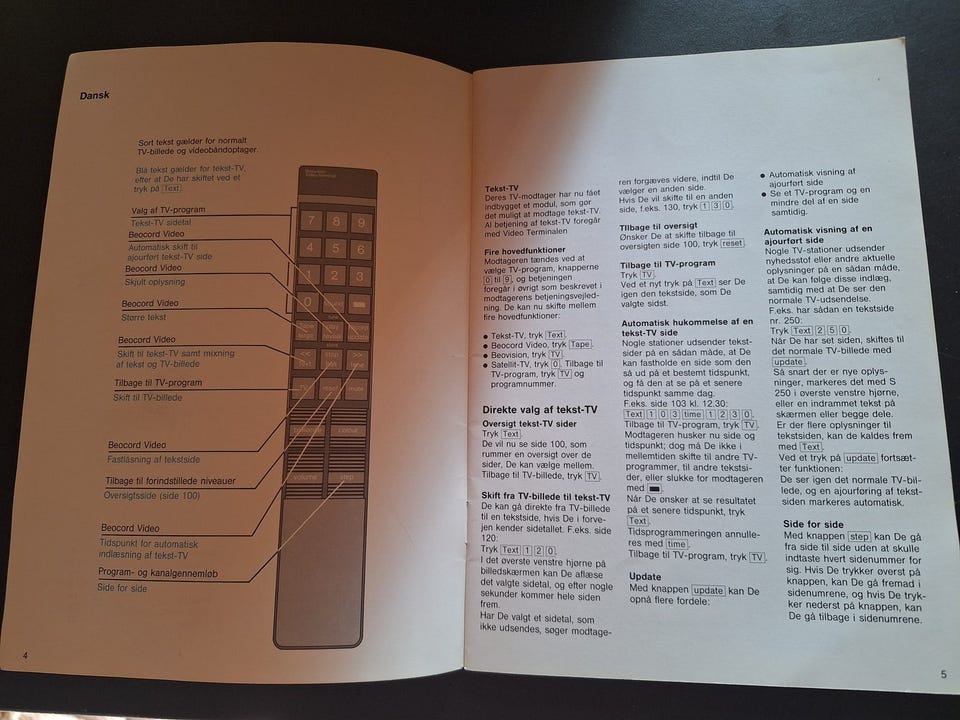 Dansk
Sort tekst gælder for normalt
TV-billede og videobåndoptager.
Blå tekst gælder for tekst-TV,
efter at De har skiftet ved et
tryk på Text
Valg af TV-program
Tekst-TV sidetal
Beocord Video
Automatisk skift til
ajourført tekst-TV side
Beocord Video
Skjult oplysning
Beocord Video
Større tekst
Beocord Video
Skift til tekst-TV samt mixning
af tekst og TV-billede
Tilbage til TV-program
Skift til TV-billede
Beocord Video
Fastlåsning af tekstside
Tilbage til forindstillede niveauer
Oversigtsside (side 100)
Beocord Video
Tidspunkt for automatisk
indlæsning af tekst-TV
Program- og kanalgennemløb
Side for side
7 8 9
4 5 6
1 2 3
0
<< stop >>
Text time
TV reset mute
volume step
4
Tekst-TV
Deres TV-modtager har nu fået
indbygget et modul, som gør
det muligt at modtage tekst-TV.
Al betjening af tekst-TV foregår
med Video Terminalen
Fire hovedfunktioner
Modtageren tændes ved at
vælge TV-program, knapperne
0 til 9, og betjeningen
foregår i øvrigt som beskrevet i
modtagerens betjeningsvejled-
ning. De kan nu skifte mellem
fire hovedfunktioner:
● Tekst-TV, tryk Text.
● Beocord Video, tryk Tape.
● Beovision, tryk TV.
● Satellit-TV, tryk 0. Tilbage til
TV-program, tryk TV og
programnummer.
Direkte valg af tekst-TV
Oversigt tekst-TV sider
Tryk Text.
De vil nu se side 100, som
rummer en oversigt over de
sider, De kan vælge mellem.
Tilbage til TV-billede, tryk TV.
Skift fra TV-billede til tekst-TV
De kan gå direkte fra TV-billede
til en tekstside, hvis De i forve-
jen kender sidetallet. F.eks. side
120:
Tryk Text 1 2 0.
I det øverste venstre hjørne på
billedskærmen kan De aflæse
det valgte sidetal, og efter nogle
sekunder kommer hele siden
frem.
Har De valgt et sidetal, som
ikke udsendes, søger modtage-
ren forgæves videre, indtil De
vælger en anden side.
Hvis De vil skifte til en anden
side, f.eks. 130, tryk 1 3 0.
Tilbage til oversigt
Ønsker De at skifte tilbage til
oversigten side 100, tryk reset.
Tilbage til TV-program
Tryk TV.
Ved et nyt tryk på Text ser De
igen den tekstside, som De
valgte sidst.
Automatisk hukommelse af en
tekst-TV side
Nogle stationer udsender tekst-
sider på en sådan måde, at De
kan fastholde en side som den
så ud på et bestemt tidspunkt,
og få den at se på et senere
tidspunkt samme dag.
F.eks. side 103 kl. 12.30:
Text 1 0 3 time 1 2 3 0.
Tilbage til TV-program, tryk TV.
Modtageren husker nu side og
tidspunkt; dog må De ikke i
mellemtiden skifte til andre TV-
programmer, til andre tekstsi-
der, eller slukke for modtageren
med ▬.
Når De ønsker at se resultatet
på et senere tidspunkt, tryk
Text.
Tidsprogrammeringen annulle-
res med time.
Tilbage til TV-program, tryk TV.
Update
Med knappen update kan De
opnå flere fordele:
● Automatisk visning af
ajourført side
● Se et TV-program og en
mindre del af en side
samtidig.
Automatisk visning af en
ajourført side
Nogle TV-stationer udsender
nyhedsstof eller andre aktuelle
oplysninger på en sådan måde,
at De kan følge disse indlæg,
samtidig med at De ser den
normale TV-udsendelse.
F.eks. har du en tekstside
nr. 250:
Tryk Text 2 5 0.
Når De har set siden, skiftes til
det normale TV-billede med
update.
Så snart der er nye oplys-
ninger, markeres det med S
250 i øverste venstre hjørne,
eller en indrammet tekst på
skærmen eller begge dele.
Er der flere oplysninger til
tekstsiden, kan de kaldes frem
med Text.
Ved et tryk på update fortsæt-
ter funktionen:
De ser igen det normale TV-bil-
lede, og en ajouføring af tekst-
siden markeres automatisk.
Side for side
Med knappen step kan De gå
fra side til side uden at skulle
indtaste hvert sidenummer for
sig. Hvis De trykker øverst på
knappen, kan De gå fremad i
sidenumrene, og hvis De tryk-
ker nederst på knappen, kan
De gå tilbage i sidenumrene.
5